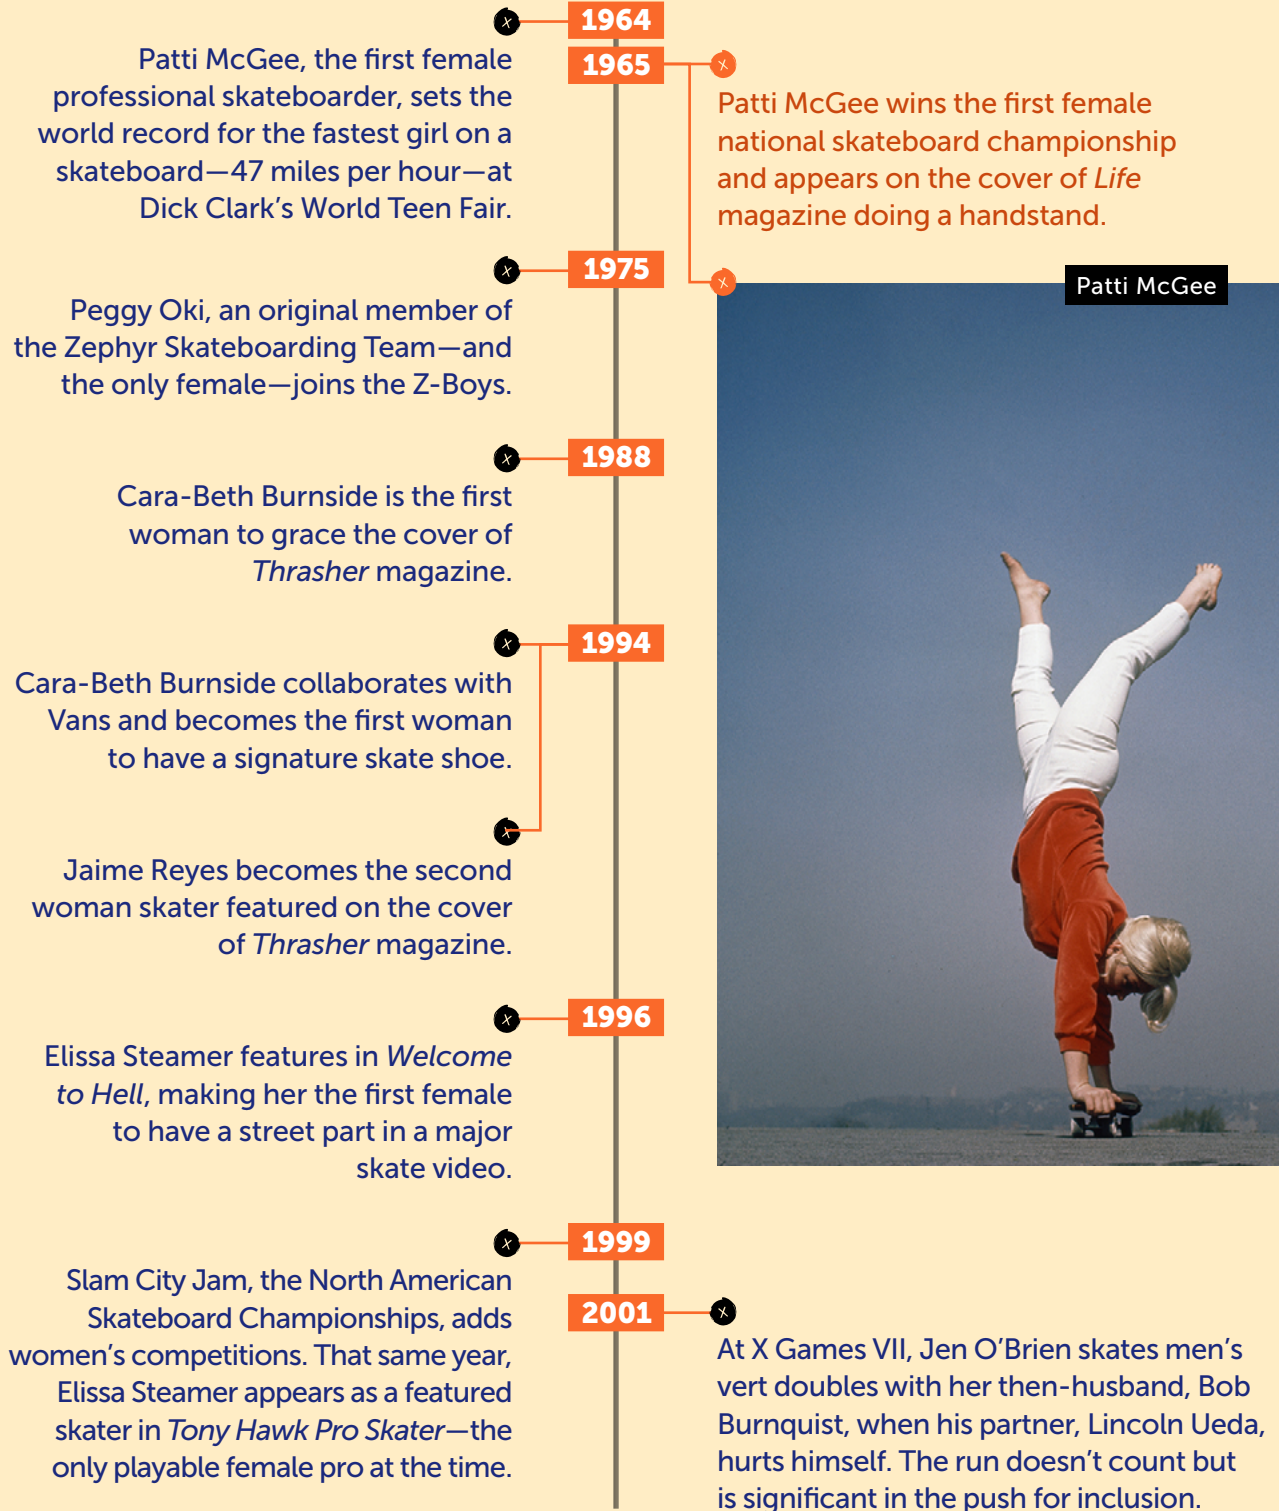 1964
Patti McGee, the first female
professional skateboarder, sets the
world record for the fastest girl on a
skateboard—47 miles per hour—at
Dick Clark's World Teen Fair.
1965
Patti McGee wins the first female
national skateboard championship
and appears on the cover of Life
magazine doing a handstand.
Patti McGee
1975
Peggy Oki, an original member of
the Zephyr Skateboarding Team—and
the only female—joins the Z-Boys.
1988
Cara-Beth Burnside is the first
woman to grace the cover of
Thrasher magazine.
1994
Cara-Beth Burnside collaborates with
Vans and becomes the first woman
to have a signature skate shoe.
Jaime Reyes becomes the second
woman skater featured on the cover
of Thrasher magazine.
1996
Elissa Steamer features in Welcome
to Hell, making her the first female
to have a street part in a major
skate video.
1999
Slam City Jam, the North American
Skateboard Championships, adds
women's competitions. That same year,
Elissa Steamer appears as a featured
skater in Tony Hawk Pro Skater—the
only playable female pro at the time.
2001
At X Games VII, Jen O'Brien skates men's
vert doubles with her then-husband, Bob
Burnquist, when his partner, Lincoln Ueda,
hurts himself. The run doesn't count but
is significant in the push for inclusion.